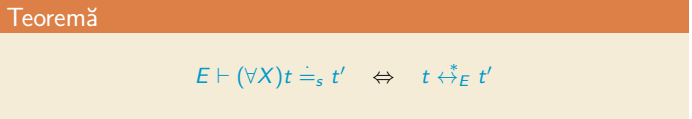 Teoremă
E ⊢ (∀X)t ≐ₛ t′ ⇔ t ↔*_E t′